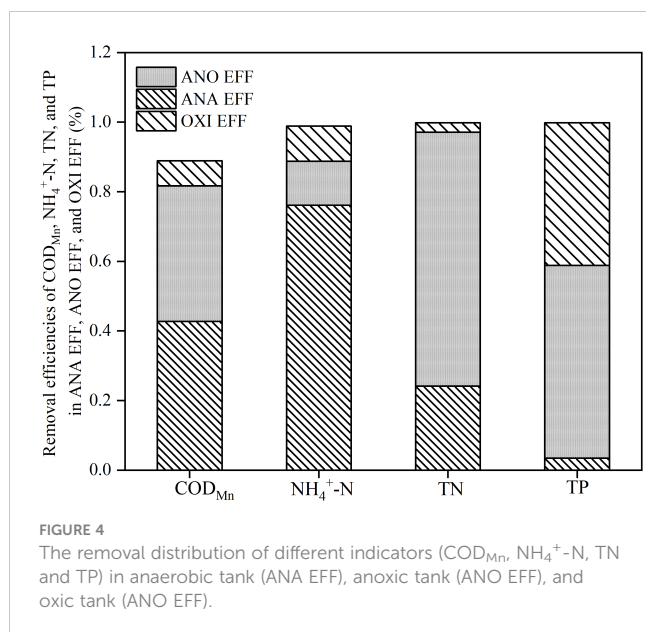 Removal efficiencies of COD_Mn, NH₄⁺-N, TN, and TP
in ANA EFF, ANO EFF, and OXI EFF (%)
1.2
1.0
0.8
0.6
0.4
0.2
0.0
ANO EFF
ANA EFF
OXI EFF
COD_Mn NH₄⁺-N TN TP
FIGURE 4
The removal distribution of different indicators (COD_Mn, NH₄⁺-N, TN
and TP) in anaerobic tank (ANA EFF), anoxic tank (ANO EFF), and
oxic tank (ANO EFF).